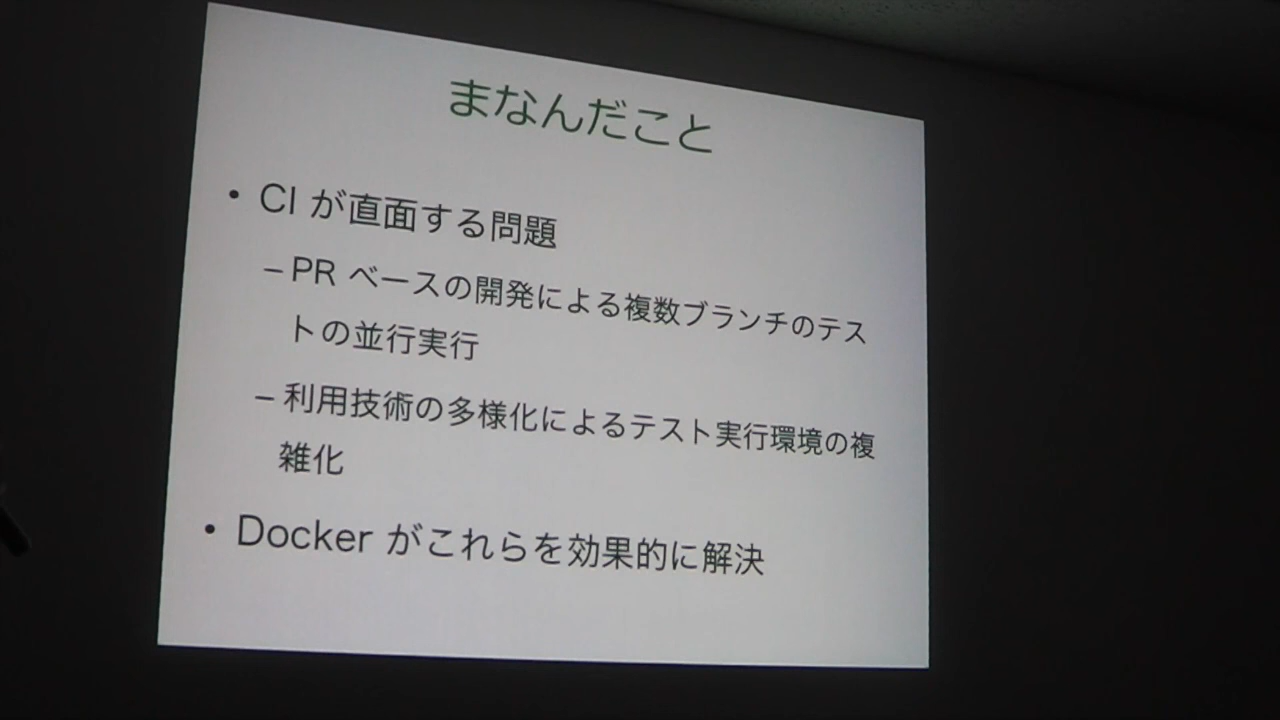 まなんだこと
• CI が直面する問題
– PR ベースの開発による複数ブランチのテス
トの並行実行
– 利用技術の多様化によるテスト実行環境の複
雑化
• Docker がこれらを効果的に解決